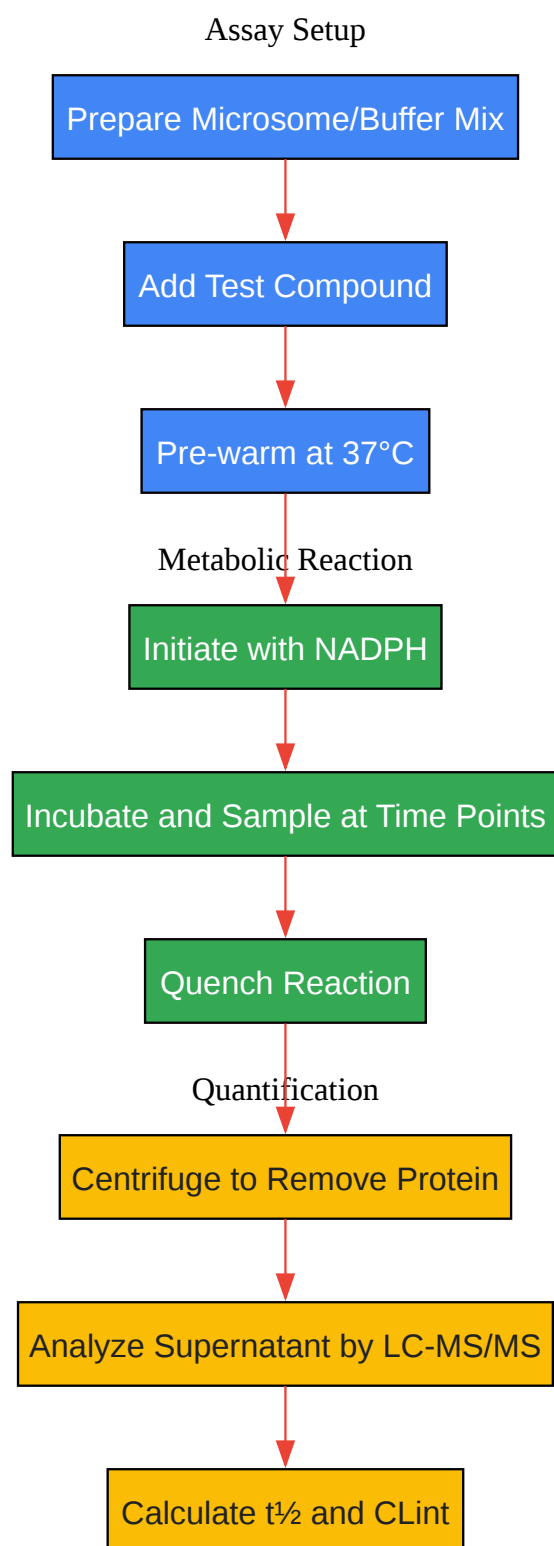 Assay Setup
Prepare Microsome/Buffer Mix
Add Test Compound
Pre-warm at 37°C
Metabolic Reaction
Initiate with NADPH
Incubate and Sample at Time Points
Quench Reaction
Quantification
Centrifuge to Remove Protein
Analyze Supernatant by LC-MS/MS
Calculate t½ and CLint